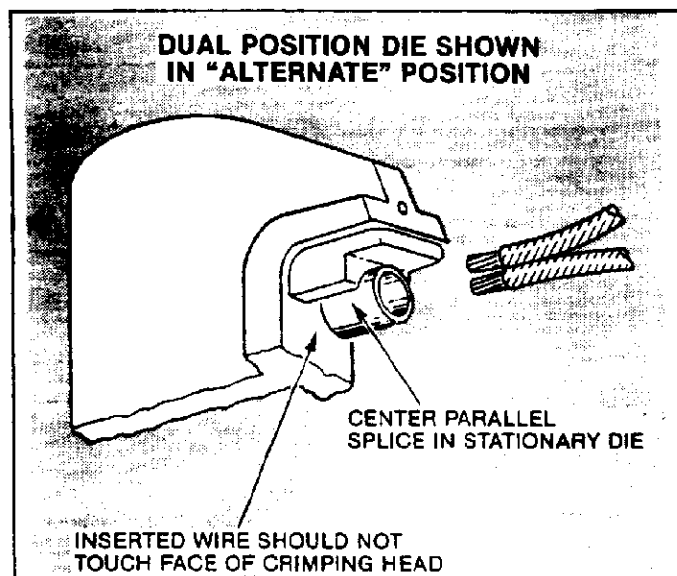 DUAL POSITION DIE SHOWN
IN “ALTERNATE” POSITION
CENTER PARALLEL
SPLICE IN STATIONARY DIE
INSERTED WIRE SHOULD NOT
TOUCH FACE OF CRIMPING HEAD